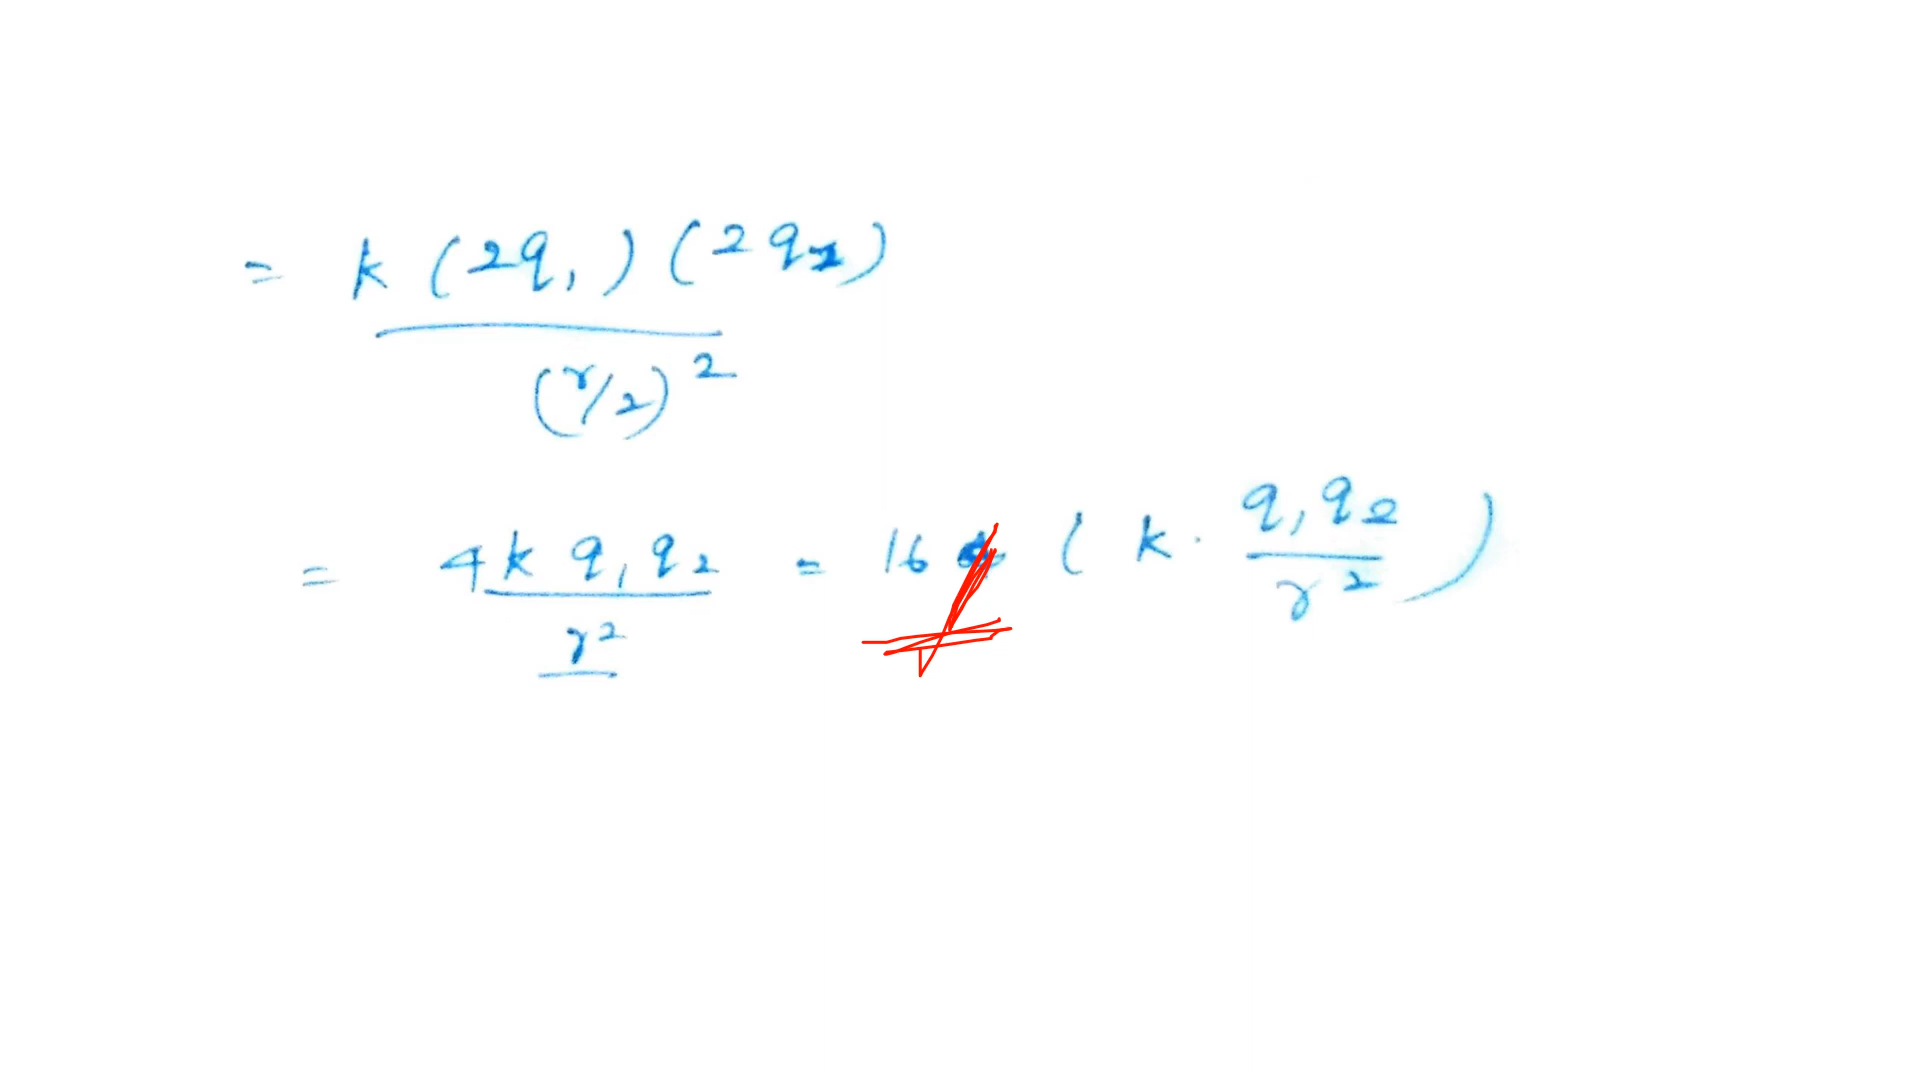 = k (2q₁) (2q₂)
(r/2)²
= 4k q₁q₂ = 16 ( k · q₁q₂ )
r² r²